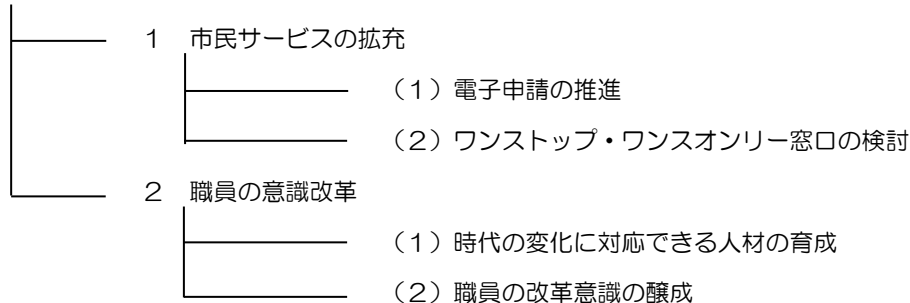 １　市民サービスの拡充
（１）電子申請の推進
（２）ワンストップ・ワンスオンリー窓口の検討
２　職員の意識改革
（１）時代の変化に対応できる人材の育成
（２）職員の改革意識の醸成